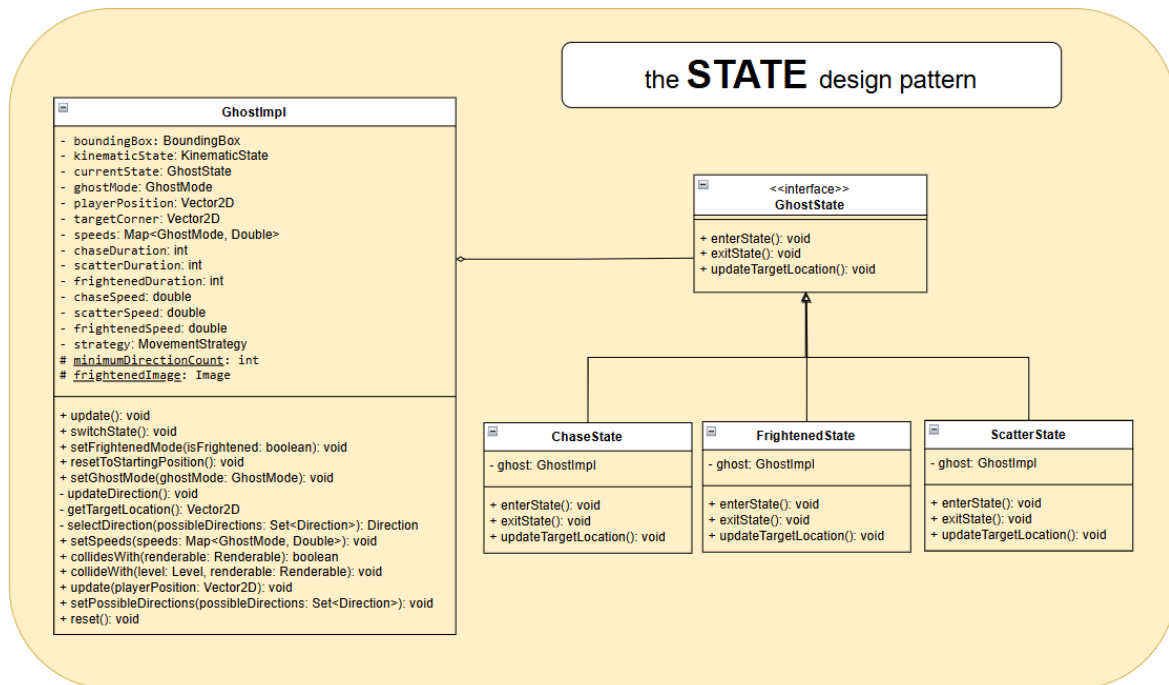 the STATE design pattern
GhostImpl
- boundingBox: BoundingBox
- kinematicState: KinematicState
- currentState: GhostState
- ghostMode: GhostMode
- playerPosition: Vector2D
- targetCorner: Vector2D
- speeds: Map<GhostMode, Double>
- chaseDuration: int
- scatterDuration: int
- frightenedDuration: int
- chaseSpeed: double
- scatterSpeed: double
- frightenedSpeed: double
- strategy: MovementStrategy
# minimumDirectionCount: int
# frightenedImage: Image
+ update(): void
+ switchState(): void
+ setFrightenedMode(isFrightened: boolean): void
+ resetToStartingPosition(): void
+ setGhostMode(ghostMode: GhostMode): void
- updateDirection(): void
- getTargetLocation(): Vector2D
- selectDirection(possibleDirections: Set<Direction>): Direction
+ setSpeeds(speeds: Map<GhostMode, Double>): void
+ collidesWith(renderable: Renderable): boolean
+ collideWith(level: Level, renderable: Renderable): void
+ update(playerPosition: Vector2D): void
+ setPossibleDirections(possibleDirections: Set<Direction>): void
+ reset(): void
<<interface>>
GhostState
+ enterState(): void
+ exitState(): void
+ updateTargetLocation(): void
ChaseState
- ghost: GhostImpl
+ enterState(): void
+ exitState(): void
+ updateTargetLocation(): void
FrightenedState
- ghost: GhostImpl
+ enterState(): void
+ exitState(): void
+ updateTargetLocation(): void
ScatterState
- ghost: GhostImpl
+ enterState(): void
+ exitState(): void
+ updateTargetLocation(): void